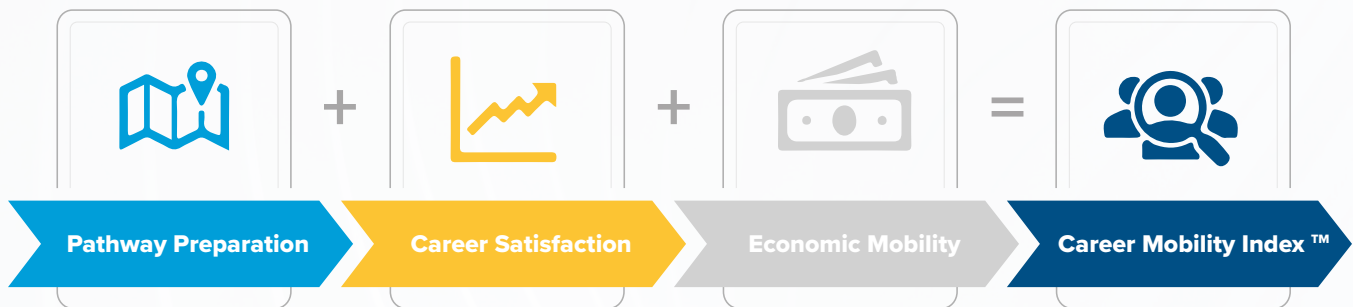 + + =
Pathway Preparation
Career Satisfaction
Economic Mobility
Career Mobility Index ™